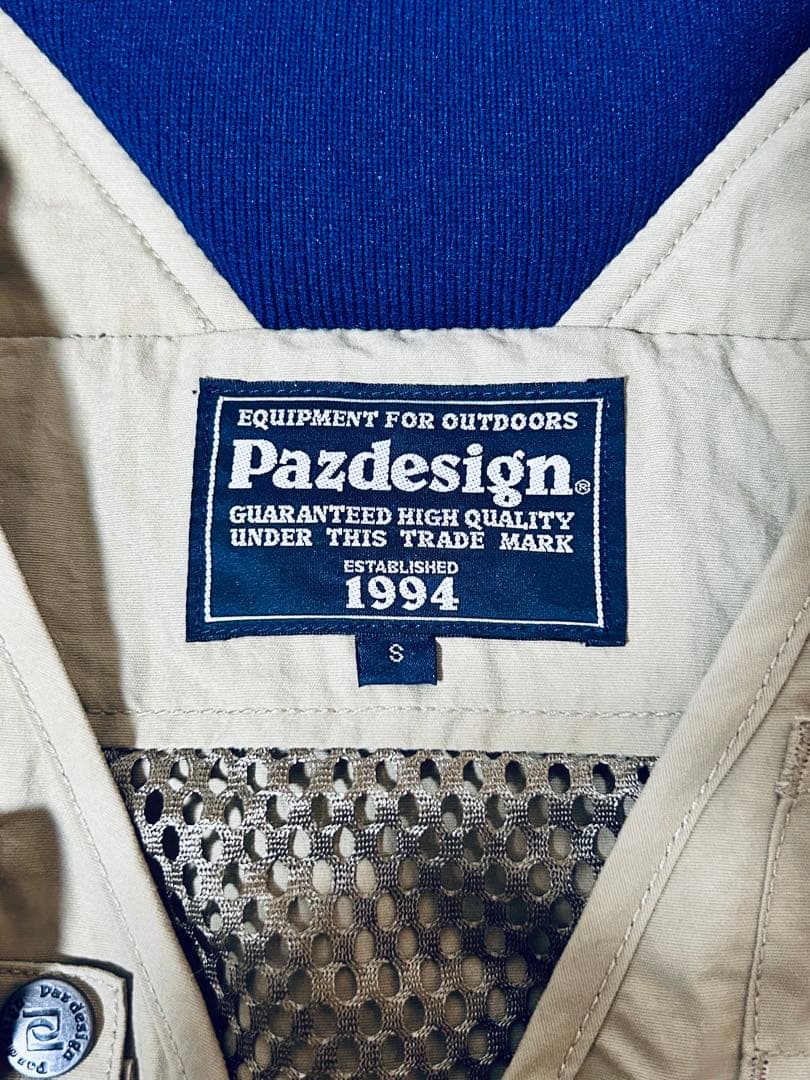 EQUIPMENT FOR OUTDOORS
Pazdesign®
GUARANTEED HIGH QUALITY
UNDER THIS TRADE MARK
ESTABLISHED
1994
S
Pazdesign